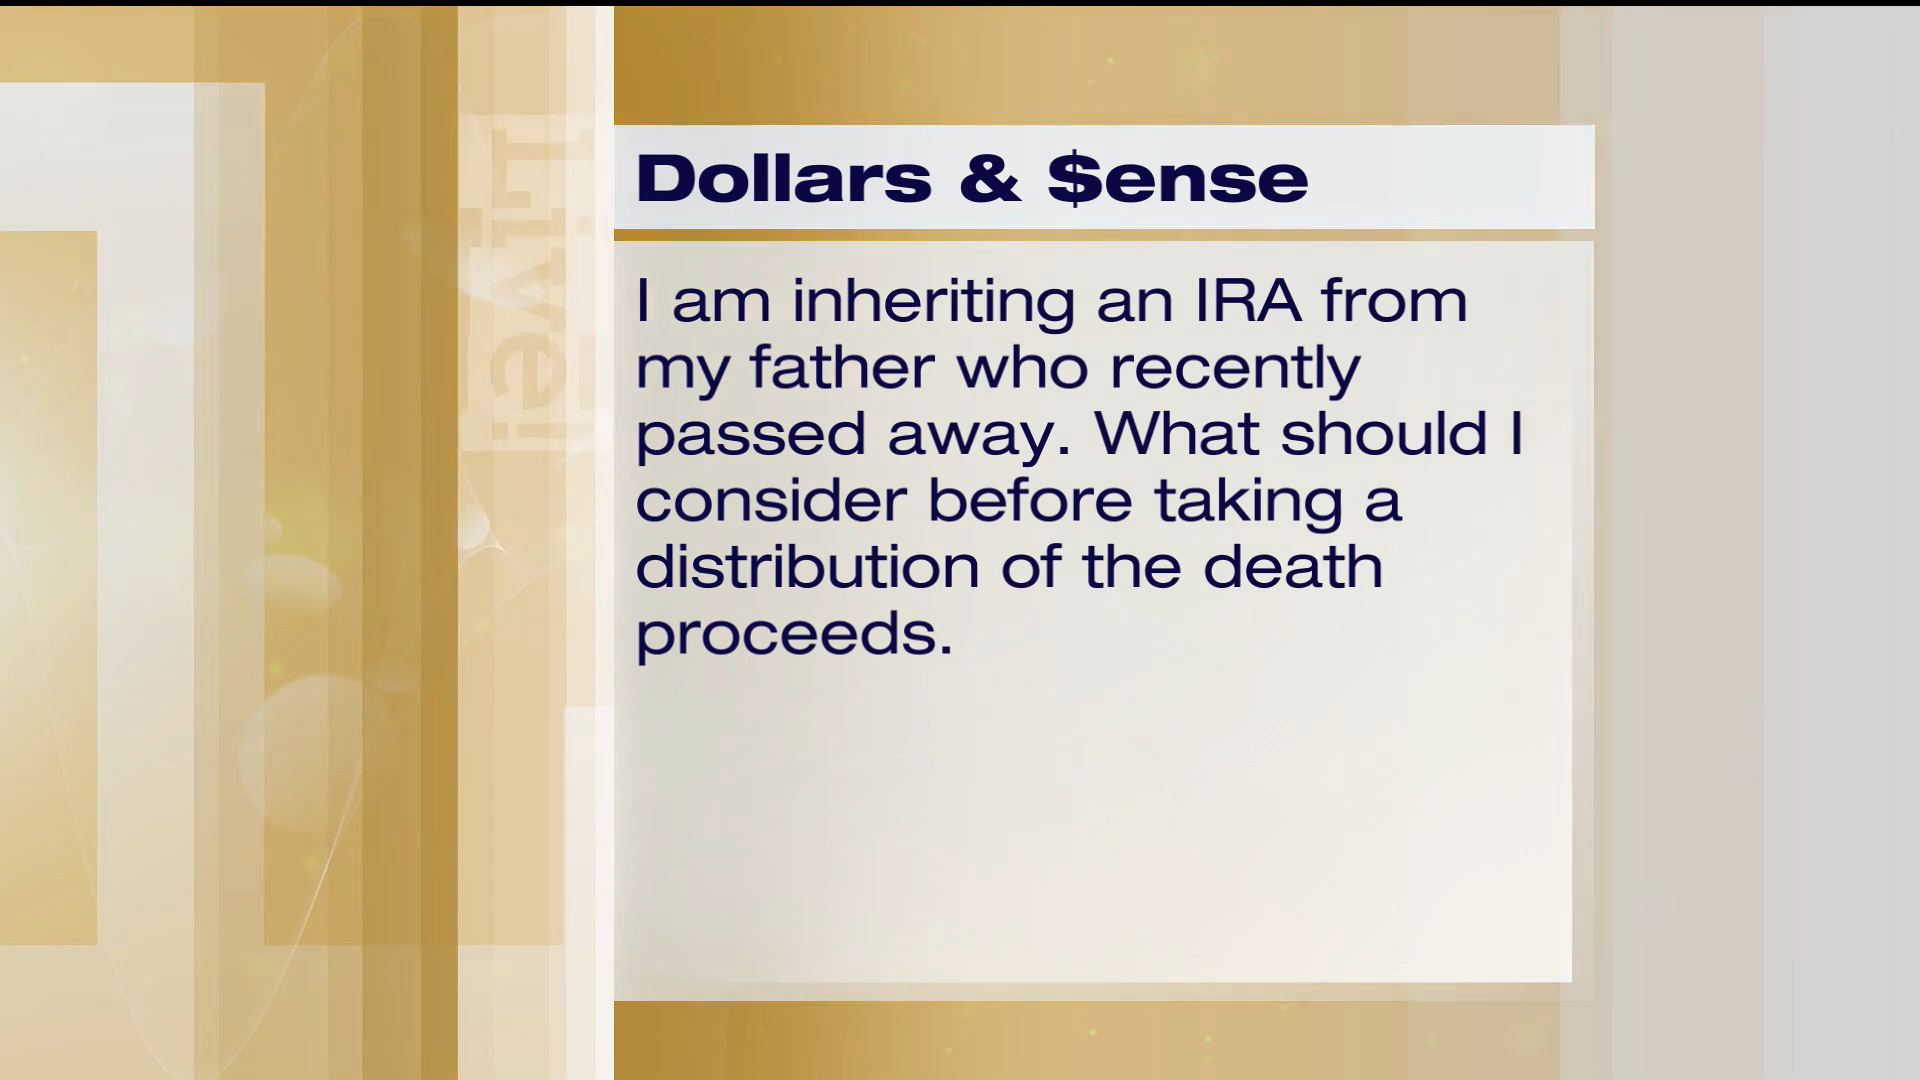 Dollars & $ense
Live!
I am inheriting an IRA from
my father who recently
passed away. What should I
consider before taking a
distribution of the death
proceeds.